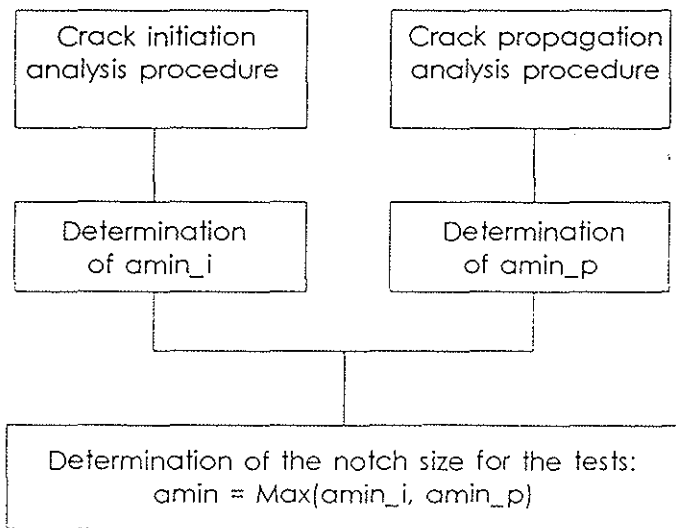 Crack initiation
analysis procedure
Crack propagation
analysis procedure
Determination
of amin_i
Determination
of amin_p
Determination of the notch size for the tests:
amin = Max(amin_i, amin_p)